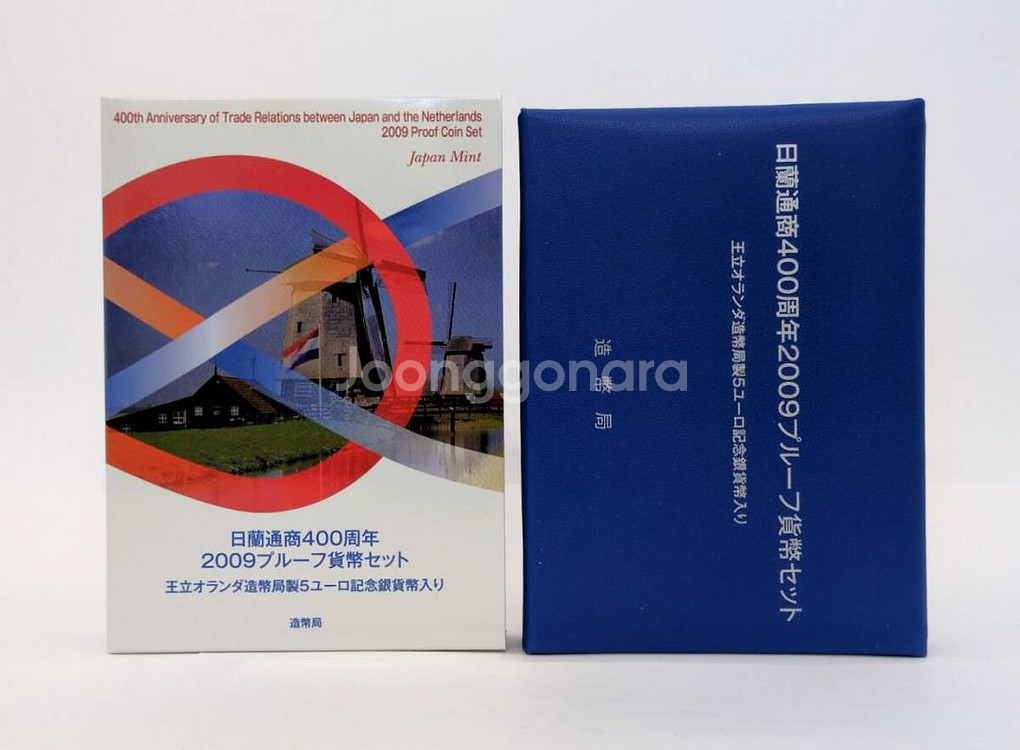 400th Anniversary of Trade Relations between Japan and the Netherlands
2009 Proof Coin Set
Japan Mint
日蘭通商400周年
2009プルーフ貨幣セット
王立オランダ造幣局製5ユーロ記念銀貨幣入り
造幣局
日蘭通商400周年2009プルーフ貨幣セット
王立オランダ造幣局製5ユーロ記念銀貨幣入り
造幣局
Joonggonara